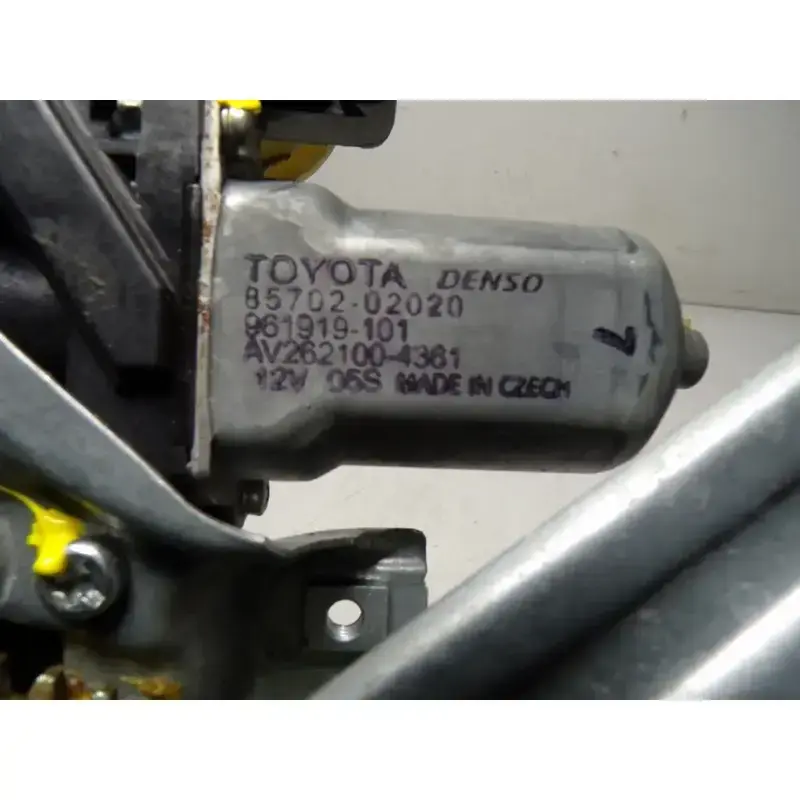 TOYOTA DENSO
85702-02020
961919-101
AV262100-4361
12V 05S MADE IN CZECH
L